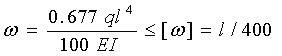 ω = 0.677 ql⁴ / 100 EI ≤ [ω] = l / 400